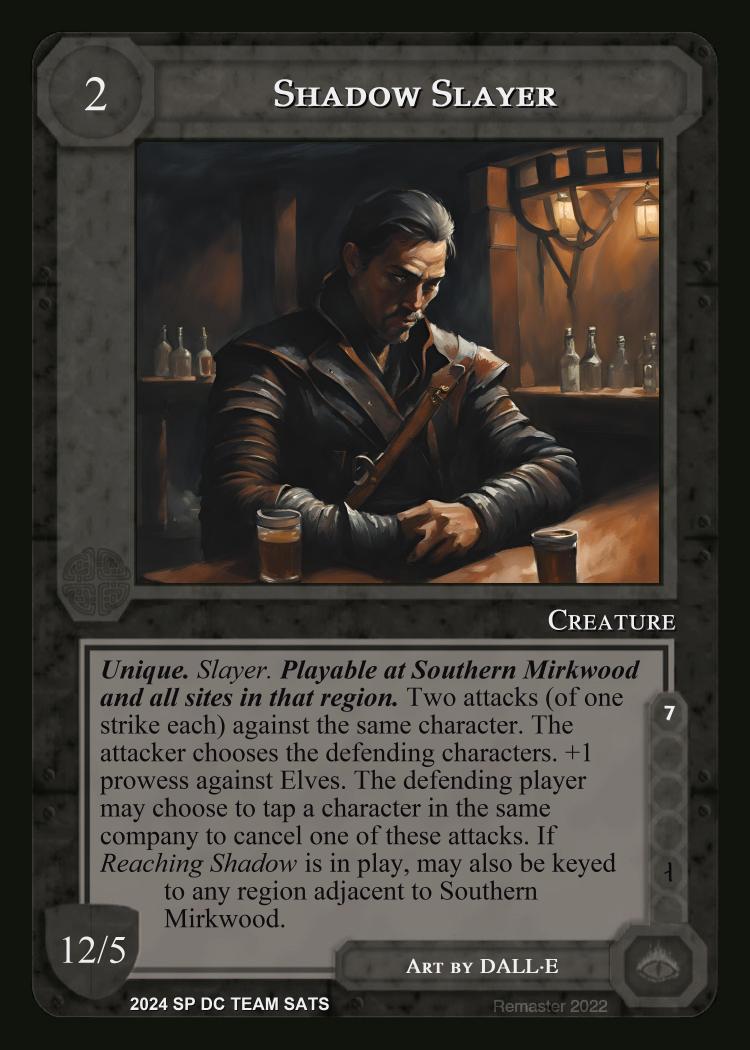 2
Shadow Slayer
Creature
Unique. Slayer. Playable at Southern Mirkwood
and all sites in that region. Two attacks (of one
strike each) against the same character. The
attacker chooses the defending characters. +1
prowess against Elves. The defending player
may choose to tap a character in the same
company to cancel one of these attacks. If
Reaching Shadow is in play, may also be keyed
to any region adjacent to Southern
Mirkwood.
7
12/5
Art by DALL·E
2024 SP DC TEAM SATS
Remaster 2022